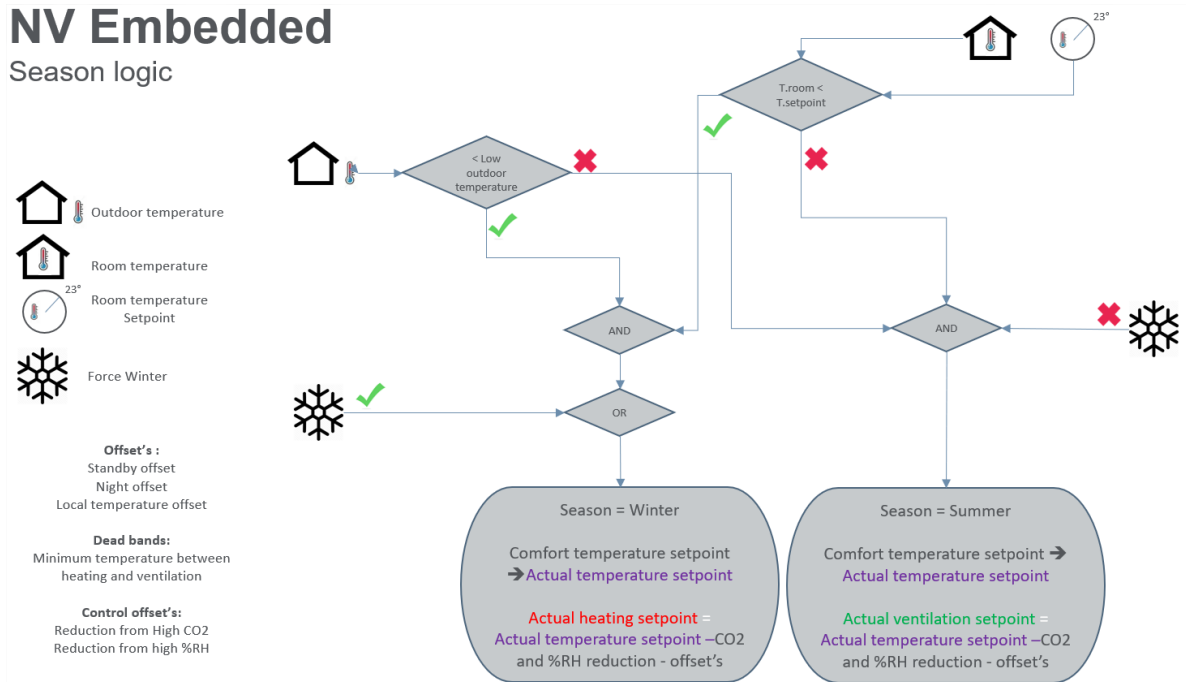 NV Embedded
Season logic
23°
T.room <
T.setpoint
< Low
outdoor
temperature
Outdoor temperature
Room temperature
23°
Room temperature
Setpoint
Force Winter
AND
AND
OR
Offset's :
Standby offset
Night offset
Local temperature offset
Dead bands:
Minimum temperature between
heating and ventilation
Control offset's:
Reduction from High CO2
Reduction from high %RH
Season = Winter
Comfort temperature setpoint
➔ Actual temperature setpoint
Actual heating setpoint =
Actual temperature setpoint –CO2
and %RH reduction - offset's
Season = Summer
Comfort temperature setpoint ➔
Actual temperature setpoint
Actual ventilation setpoint =
Actual temperature setpoint –CO2
and %RH reduction - offset's